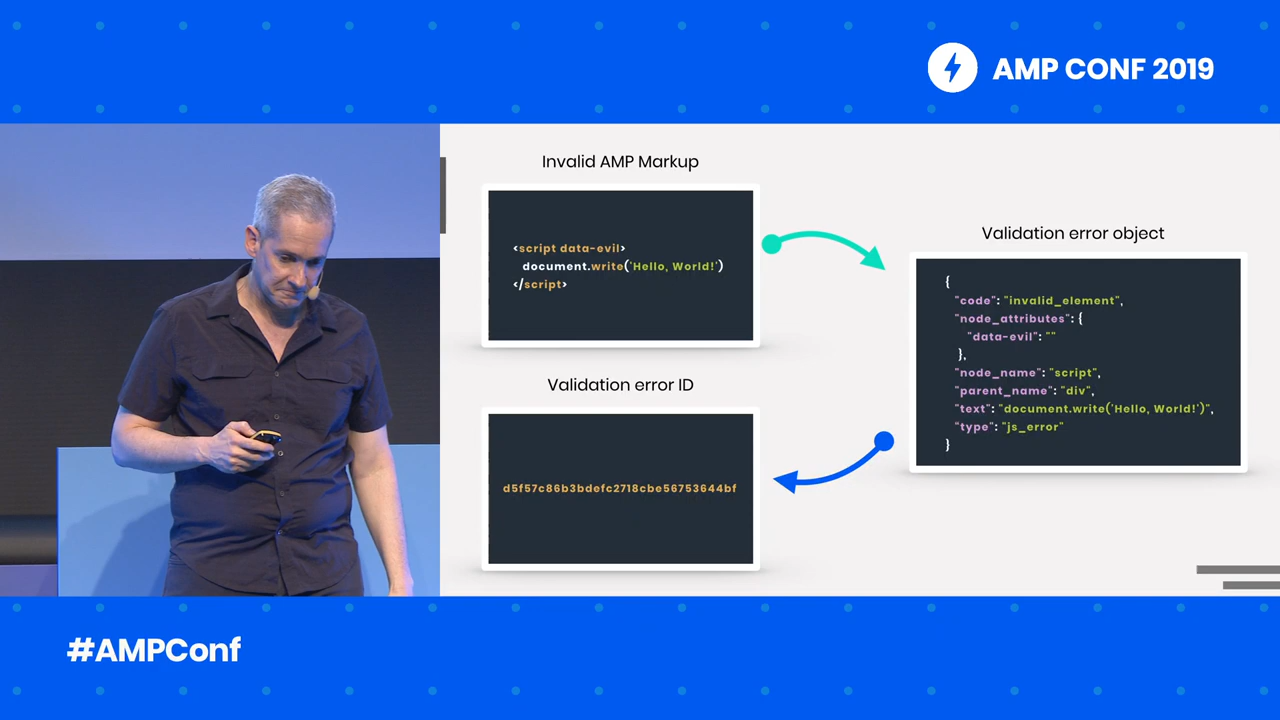 AMP CONF 2019
Invalid AMP Markup
<script data-evil>
document.write('Hello, World!')
</script>
Validation error object
{
"code": "invalid_element",
"node_attributes": {
"data-evil": ""
},
"node_name": "script",
"parent_name": "div",
"text": "document.write('Hello, World!')",
"type": "js_error"
}
Validation error ID
d5f57c86b3bdefc2718cbe56753644bf
#AMPConf